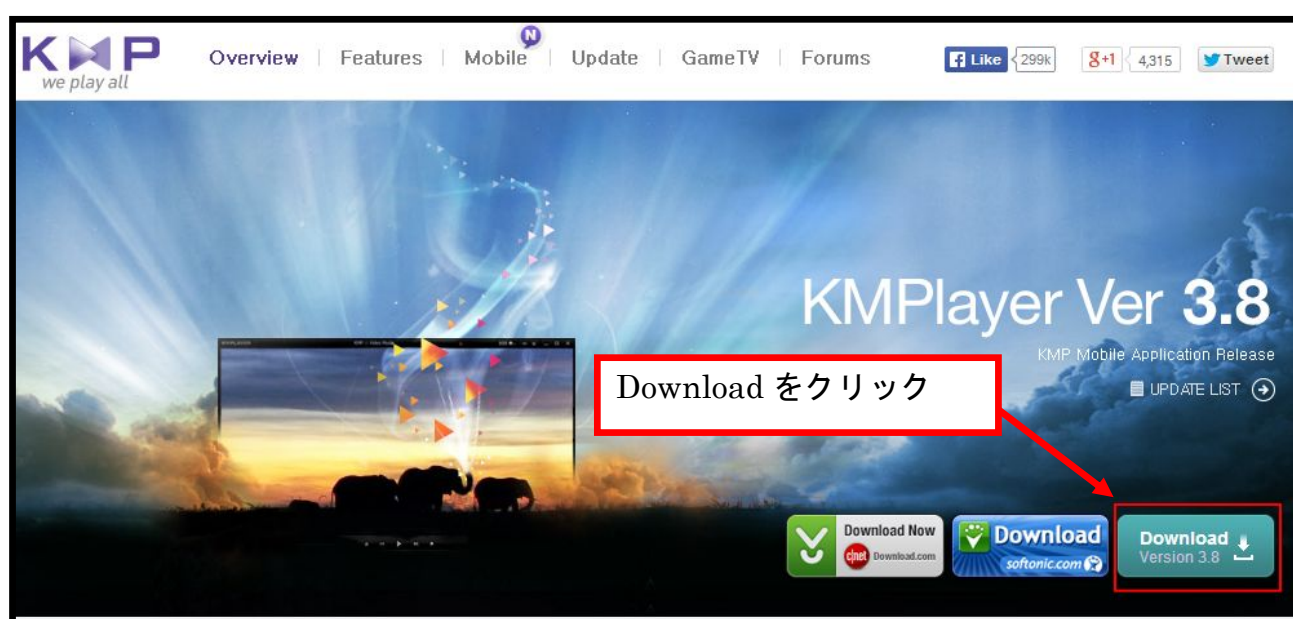 KMP
we play all
Overview Features Mobile N Update GameTV Forums
Like 299k +1 4,315 Tweet
KMPlayer Ver 3.8
KMP Mobile Application Release
UPDATE LIST
Download をクリック
Download Now
cnet Download.com
Download
softonic.com
Download
Version 3.8